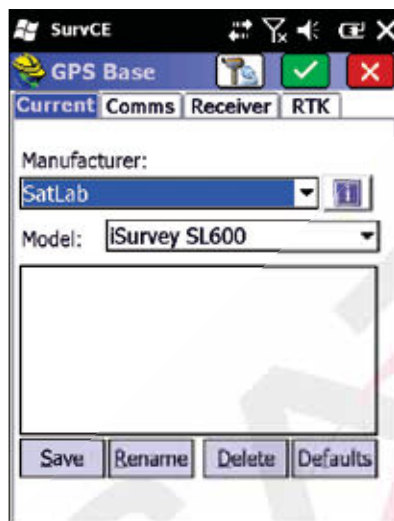 SurvCE
GPS Base
Current Comms Receiver RTK
Manufacturer:
SatLab
Model: iSurvey SL600
Save Rename Delete Defaults